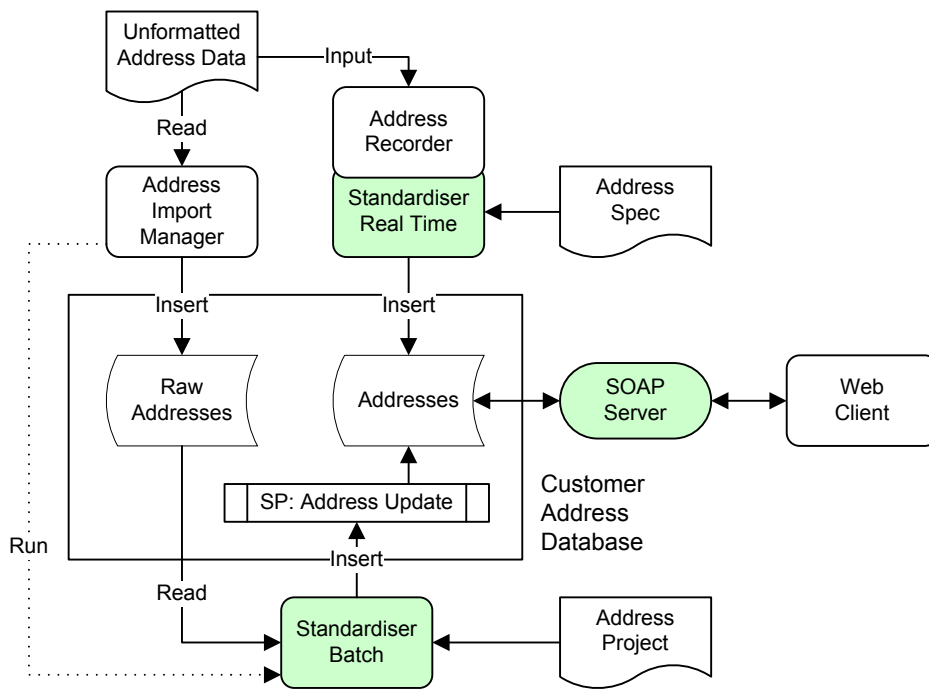 Unformatted
Address Data
Input
Address
Recorder
Read
Address
Import
Manager
Standardiser
Real Time
Address
Spec
Insert
Insert
Raw
Addresses
Addresses
SOAP
Server
Web
Client
SP: Address Update
Customer
Address
Database
Run
Insert
Read
Standardiser
Batch
Address
Project